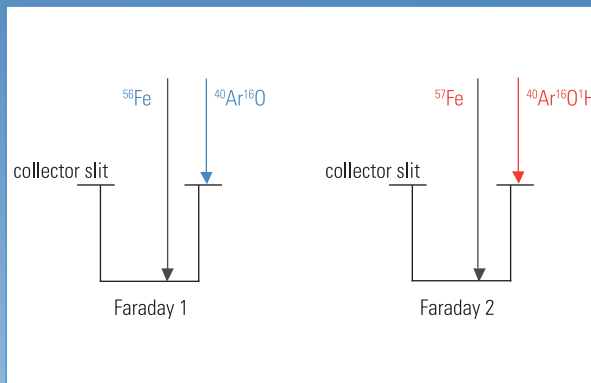 ⁵⁶Fe ⁴⁰Ar¹⁶O ⁵⁷Fe ⁴⁰Ar¹⁶O¹H
collector slit collector slit
Faraday 1 Faraday 2